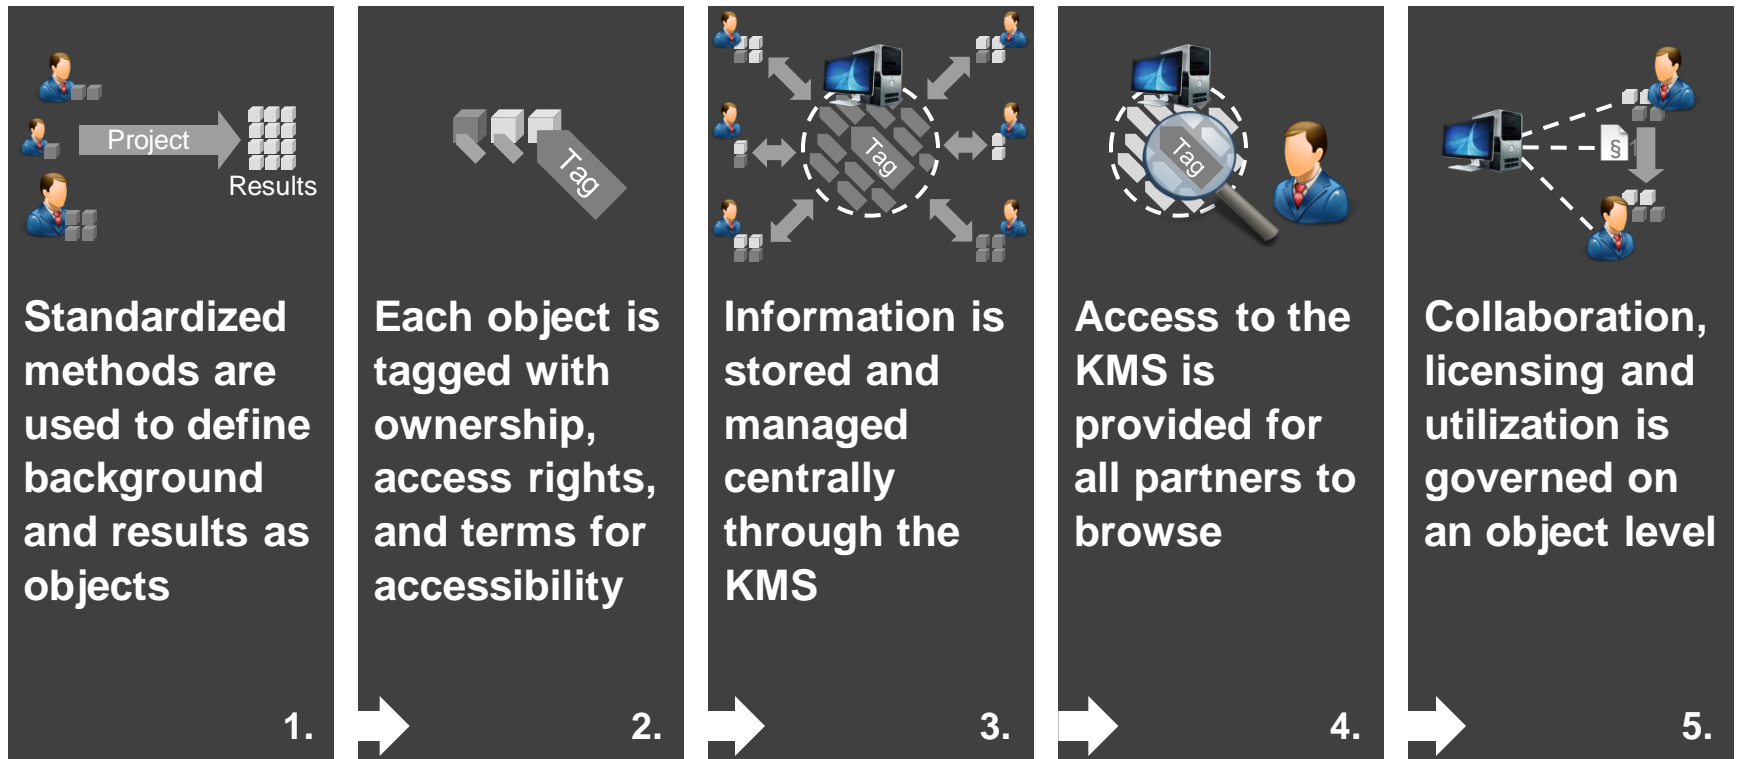 Project
Results
Standardized
methods are
used to define
background
and results as
objects
1.
Tag
Each object is
tagged with
ownership,
access rights,
and terms for
accessibility
2.
Tag
Information is
stored and
managed
centrally
through the
KMS
3.
Tag
Access to the
KMS is
provided for
all partners to
browse
4.
§
Collaboration,
licensing and
utilization is
governed on
an object level
5.